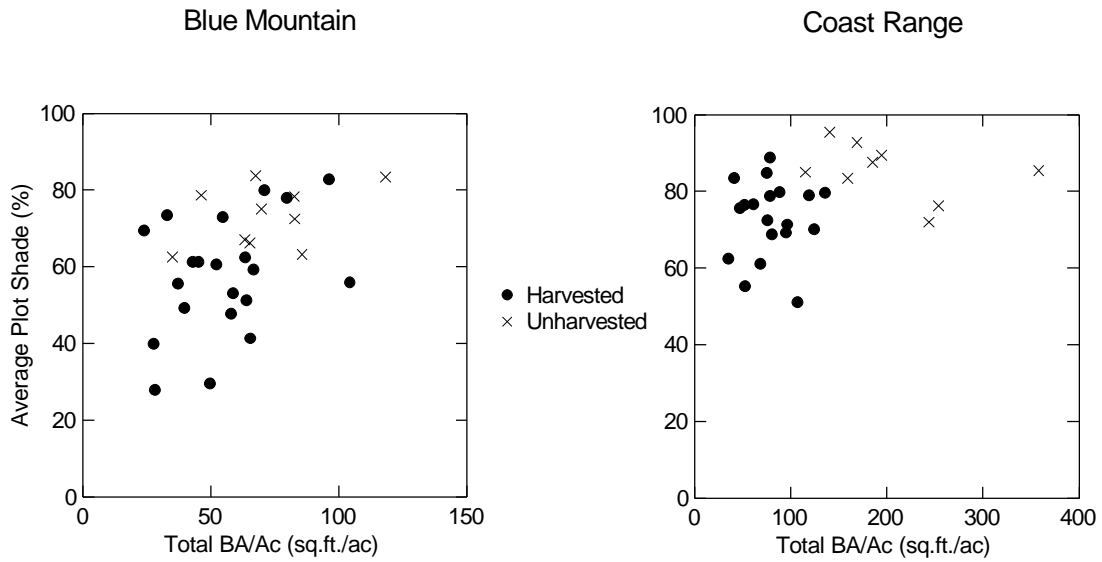 Blue Mountain
Coast Range
Average Plot Shade (%)
100
80
60
40
20
0
0 50 100 150
Total BA/Ac (sq.ft./ac)
Harvested
Unharvested
100
80
60
40
20
0
0 100 200 300 400
Total BA/Ac (sq.ft./ac)